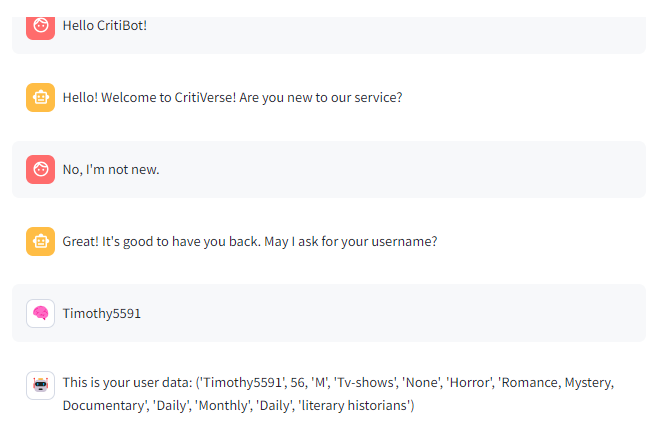 Hello CritiBot!
Hello! Welcome to CritiVerse! Are you new to our service?
No, I'm not new.
Great! It's good to have you back. May I ask for your username?
Timothy5591
This is your user data: ('Timothy5591', 56, 'M', 'Tv-shows', 'None', 'Horror', 'Romance, Mystery,
Documentary', 'Daily', 'Monthly', 'Daily', 'literary historians')